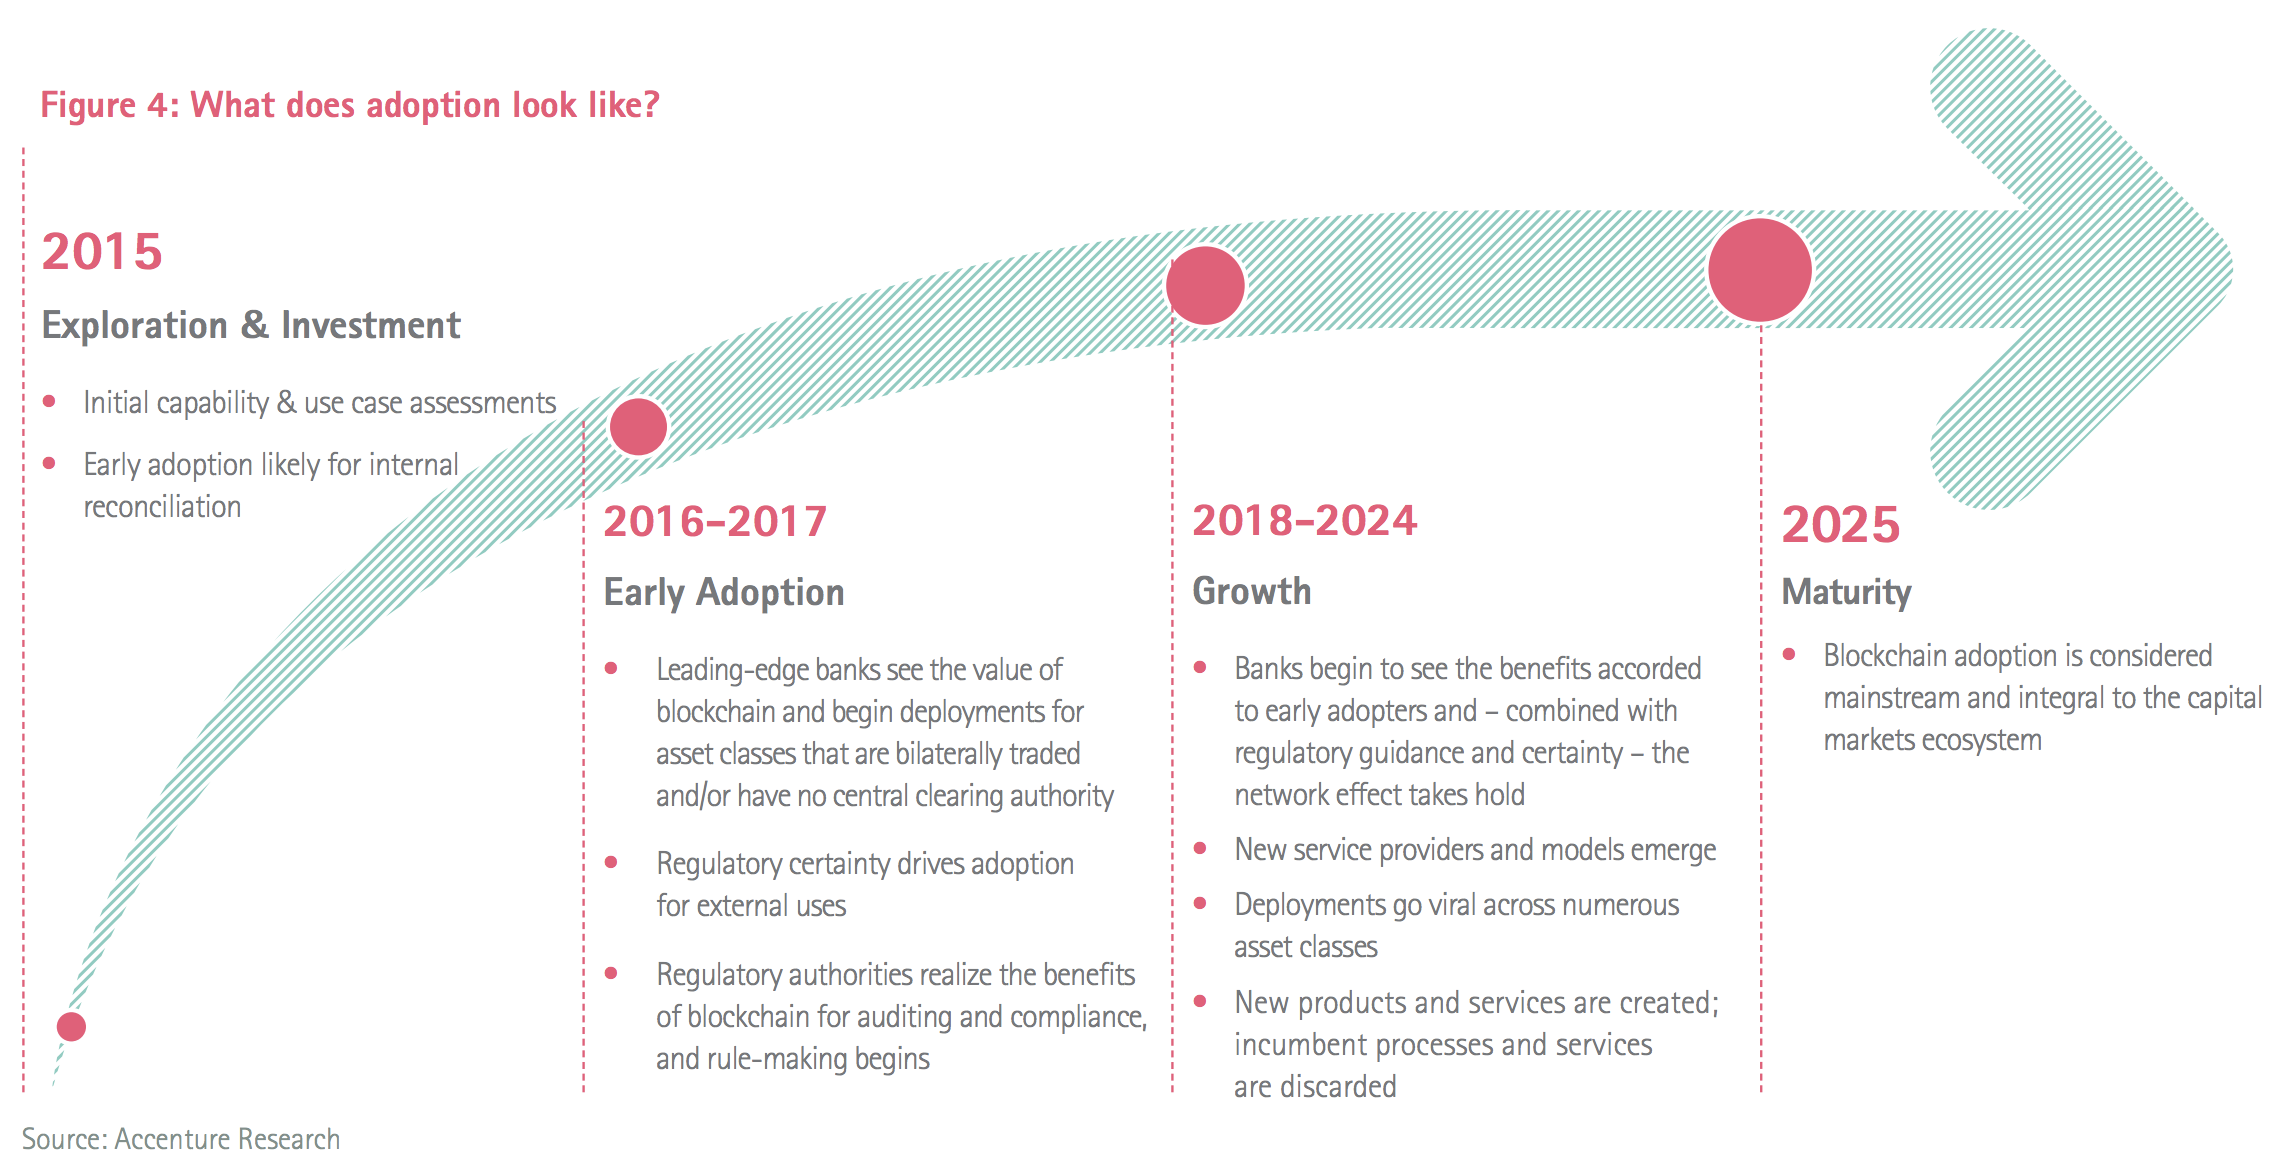 Figure 4: What does adoption look like?
2015
Exploration & Investment
Initial capability & use case assessments
Early adoption likely for internal
reconciliation
2016–2017
Early Adoption
Leading-edge banks see the value of
blockchain and begin deployments for
asset classes that are bilaterally traded
and/or have no central clearing authority
Regulatory certainty drives adoption
for external uses
Regulatory authorities realize the benefits
of blockchain for auditing and compliance,
and rule-making begins
2018–2024
Growth
Banks begin to see the benefits accorded
to early adopters and – combined with
regulatory guidance and certainty – the
network effect takes hold
New service providers and models emerge
Deployments go viral across numerous
asset classes
New products and services are created;
incumbent processes and services
are discarded
2025
Maturity
Blockchain adoption is considered
mainstream and integral to the capital
markets ecosystem
Source: Accenture Research